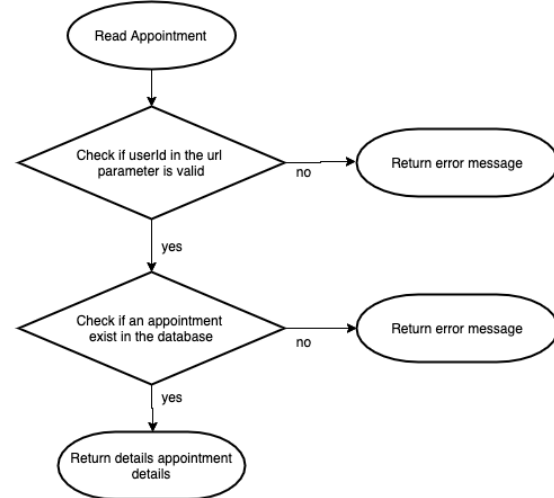 Read Appointment
Check if userId in the url
parameter is valid
no
Return error message
yes
Check if an appointment
exist in the database
no
Return error message
yes
Return details appointment
details